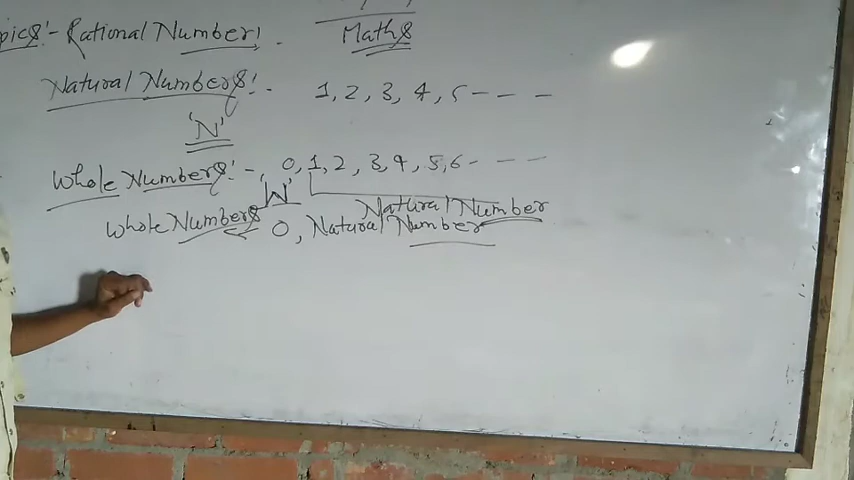 Maths
pics:- Rational Number:
Natural Numbers:- 1, 2, 3, 4, 5 - - -
'N'
Whole Numbers:- 0, 1, 2, 3, 4, 5, 6 - - -
'W'
Natural Number
Whole Numbers ← 0, Natural Number